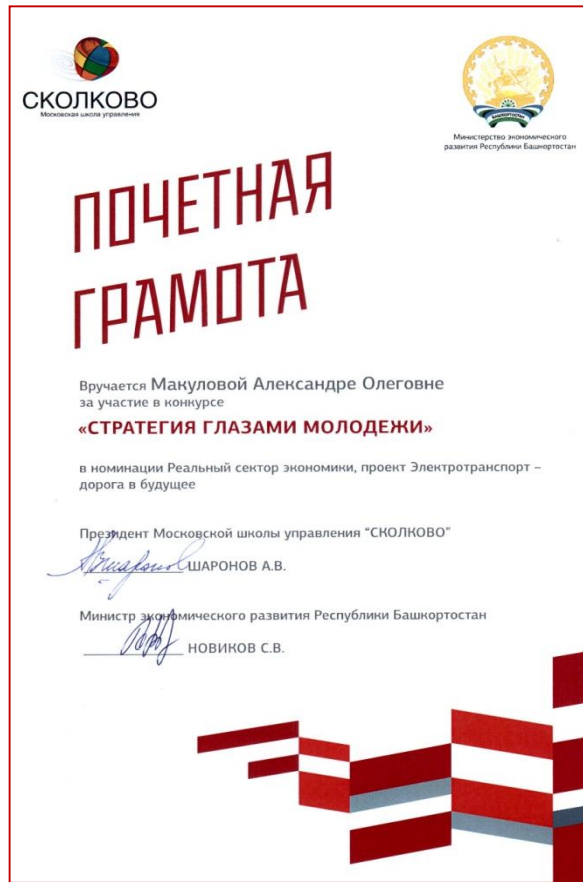 СКОЛКОВО
Московская школа управления
БАШКОРТОСТАН
Министерство экономического
развития Республики Башкортостан
ПОЧЕТНАЯ
ГРАМОТА
Вручается Макуловой Александре Олеговне
за участие в конкурсе
«СТРАТЕГИЯ ГЛАЗАМИ МОЛОДЕЖИ»
в номинации Реальный сектор экономики, проект Электротранспорт –
дорога в будущее
Президент Московской школы управления "СКОЛКОВО"
ШАРОНОВ А.В.
Министр экономического развития Республики Башкортостан
НОВИКОВ С.В.